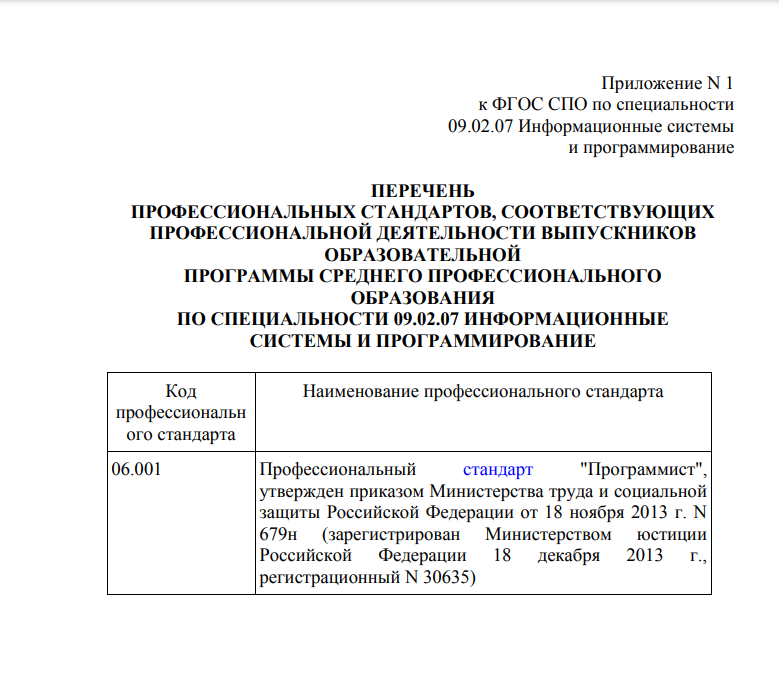 Приложение N 1
к ФГОС СПО по специальности
09.02.07 Информационные системы
и программирование
ПЕРЕЧЕНЬ
ПРОФЕССИОНАЛЬНЫХ СТАНДАРТОВ, СООТВЕТСТВУЮЩИХ
ПРОФЕССИОНАЛЬНОЙ ДЕЯТЕЛЬНОСТИ ВЫПУСКНИКОВ
ОБРАЗОВАТЕЛЬНОЙ
ПРОГРАММЫ СРЕДНЕГО ПРОФЕССИОНАЛЬНОГО
ОБРАЗОВАНИЯ
ПО СПЕЦИАЛЬНОСТИ 09.02.07 ИНФОРМАЦИОННЫЕ
СИСТЕМЫ И ПРОГРАММИРОВАНИЕ
Код
профессиональн
ого стандарта
Наименование профессионального стандарта
06.001
Профессиональный стандарт "Программист",
утвержден приказом Министерства труда и социальной
защиты Российской Федерации от 18 ноября 2013 г. N
679н (зарегистрирован Министерством юстиции
Российской Федерации 18 декабря 2013 г.,
регистрационный N 30635)